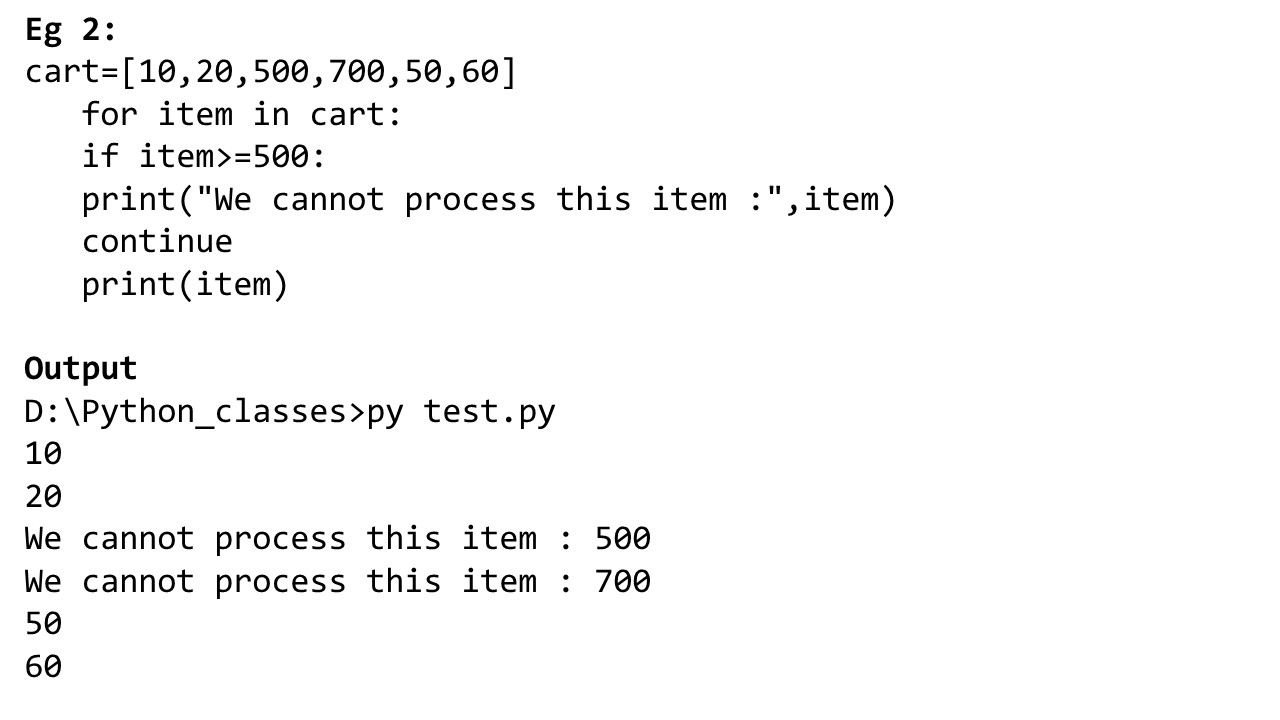 Eg 2:
cart=[10,20,500,700,50,60]
   for item in cart:
   if item>=500:
   print("We cannot process this item :",item)
   continue
   print(item)

Output
D:\Python_classes>py test.py
10
20
We cannot process this item : 500
We cannot process this item : 700
50
60